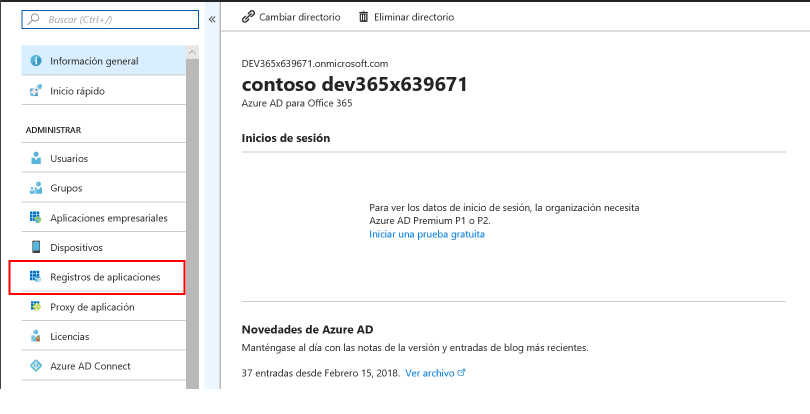 Buscar (Ctrl+/)
«
Información general
Inicio rápido
ADMINISTRAR
Usuarios
Grupos
Aplicaciones empresariales
Dispositivos
Registros de aplicaciones
Proxy de aplicación
Licencias
Azure AD Connect
Cambiar directorio
Eliminar directorio
DEV365x639671.onmicrosoft.com
contoso dev365x639671
Azure AD para Office 365
Inicios de sesión
Para ver los datos de inicio de sesión, la organización necesita
Azure AD Premium P1 o P2.
Iniciar una prueba gratuita
Novedades de Azure AD
Manténgase al día con las notas de la versión y entradas de blog más recientes.
37 entradas desde Febrero 15, 2018. Ver archivo